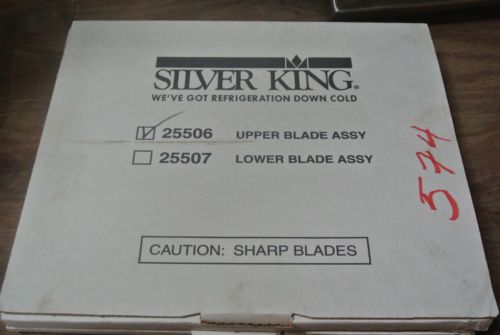 SILVER KING®
WE'VE GOT REFRIGERATION DOWN COLD
25506 UPPER BLADE ASSY
25507 LOWER BLADE ASSY
574
CAUTION: SHARP BLADES